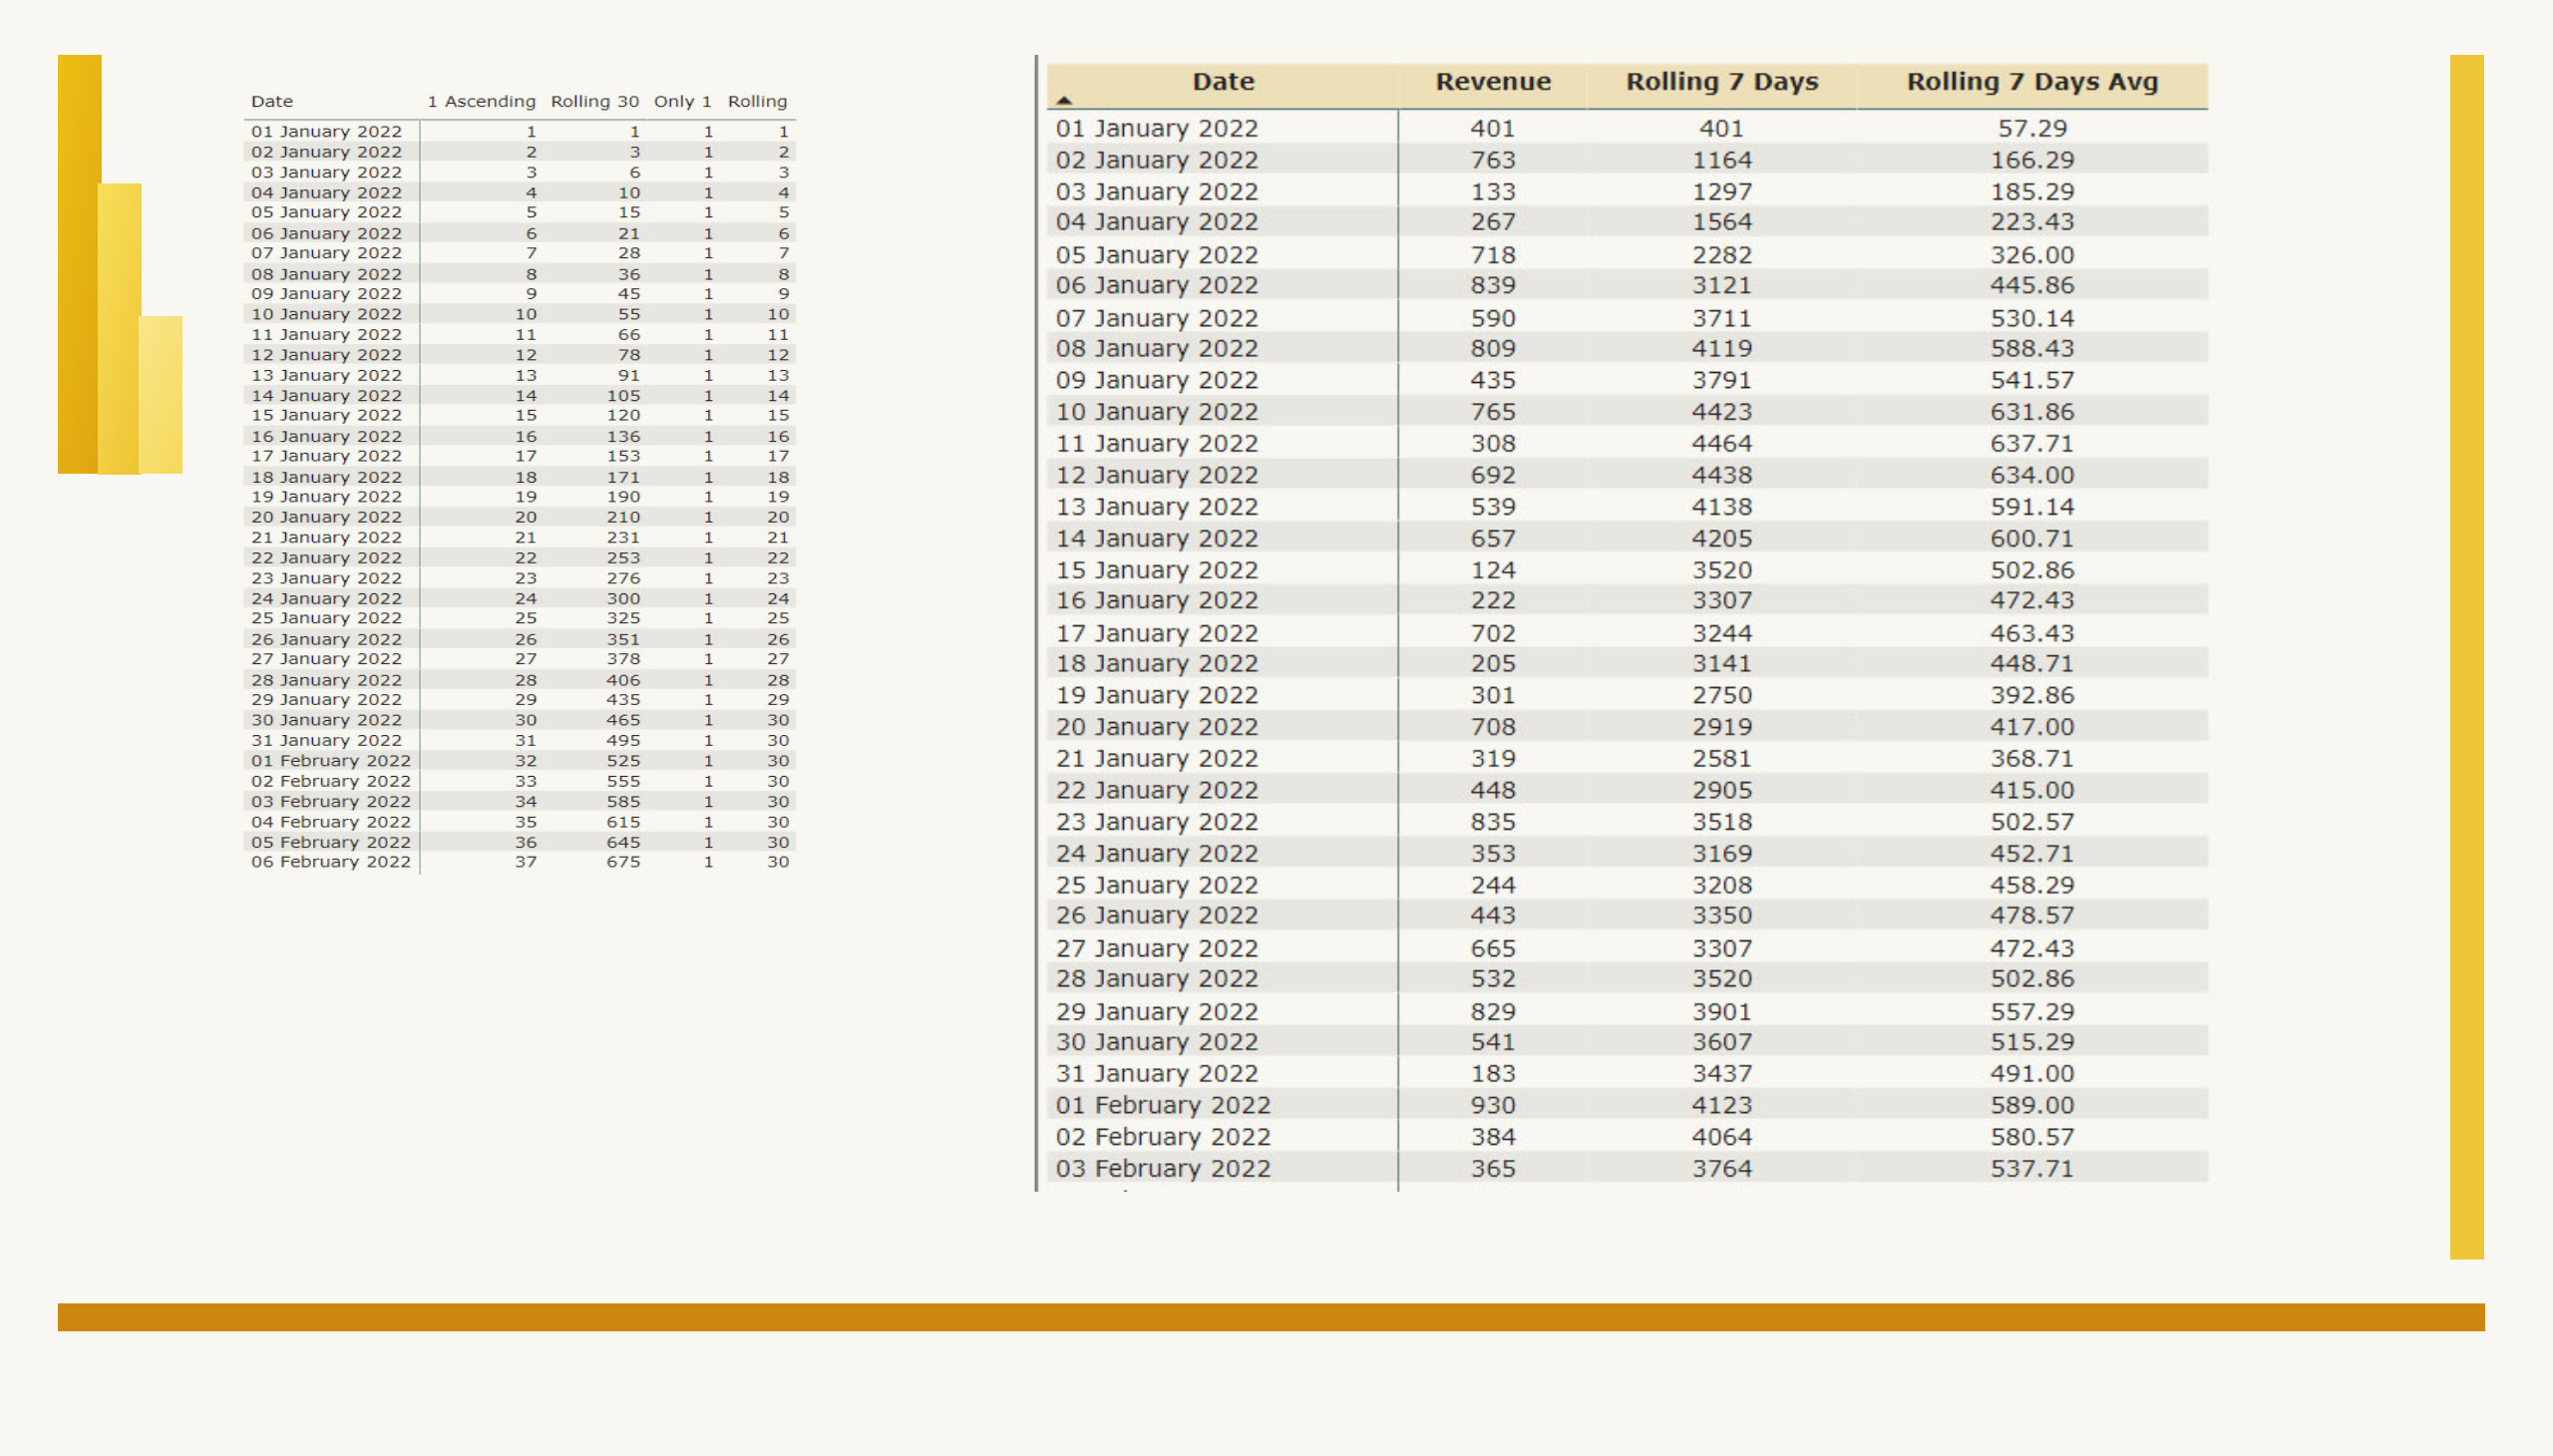 Date 1 Ascending Rolling 30 Only 1 Rolling
01 January 2022 1 1 1 1
02 January 2022 2 3 1 2
03 January 2022 3 6 1 3
04 January 2022 4 10 1 4
05 January 2022 5 15 1 5
06 January 2022 6 21 1 6
07 January 2022 7 28 1 7
08 January 2022 8 36 1 8
09 January 2022 9 45 1 9
10 January 2022 10 55 1 10
11 January 2022 11 66 1 11
12 January 2022 12 78 1 12
13 January 2022 13 91 1 13
14 January 2022 14 105 1 14
15 January 2022 15 120 1 15
16 January 2022 16 136 1 16
17 January 2022 17 153 1 17
18 January 2022 18 171 1 18
19 January 2022 19 190 1 19
20 January 2022 20 210 1 20
21 January 2022 21 231 1 21
22 January 2022 22 253 1 22
23 January 2022 23 276 1 23
24 January 2022 24 300 1 24
25 January 2022 25 325 1 25
26 January 2022 26 351 1 26
27 January 2022 27 378 1 27
28 January 2022 28 406 1 28
29 January 2022 29 435 1 29
30 January 2022 30 465 1 30
31 January 2022 31 495 1 30
01 February 2022 32 525 1 30
02 February 2022 33 555 1 30
03 February 2022 34 585 1 30
04 February 2022 35 615 1 30
05 February 2022 36 645 1 30
06 February 2022 37 675 1 30
Date Revenue Rolling 7 Days Rolling 7 Days Avg
01 January 2022 401 401 57.29
02 January 2022 763 1164 166.29
03 January 2022 133 1297 185.29
04 January 2022 267 1564 223.43
05 January 2022 718 2282 326.00
06 January 2022 839 3121 445.86
07 January 2022 590 3711 530.14
08 January 2022 809 4119 588.43
09 January 2022 435 3791 541.57
10 January 2022 765 4423 631.86
11 January 2022 308 4464 637.71
12 January 2022 692 4438 634.00
13 January 2022 539 4138 591.14
14 January 2022 657 4205 600.71
15 January 2022 124 3520 502.86
16 January 2022 222 3307 472.43
17 January 2022 702 3244 463.43
18 January 2022 205 3141 448.71
19 January 2022 301 2750 392.86
20 January 2022 708 2919 417.00
21 January 2022 319 2581 368.71
22 January 2022 448 2905 415.00
23 January 2022 835 3518 502.57
24 January 2022 353 3169 452.71
25 January 2022 244 3208 458.29
26 January 2022 443 3350 478.57
27 January 2022 665 3307 472.43
28 January 2022 532 3520 502.86
29 January 2022 829 3901 557.29
30 January 2022 541 3607 515.29
31 January 2022 183 3437 491.00
01 February 2022 930 4123 589.00
02 February 2022 384 4064 580.57
03 February 2022 365 3764 537.71